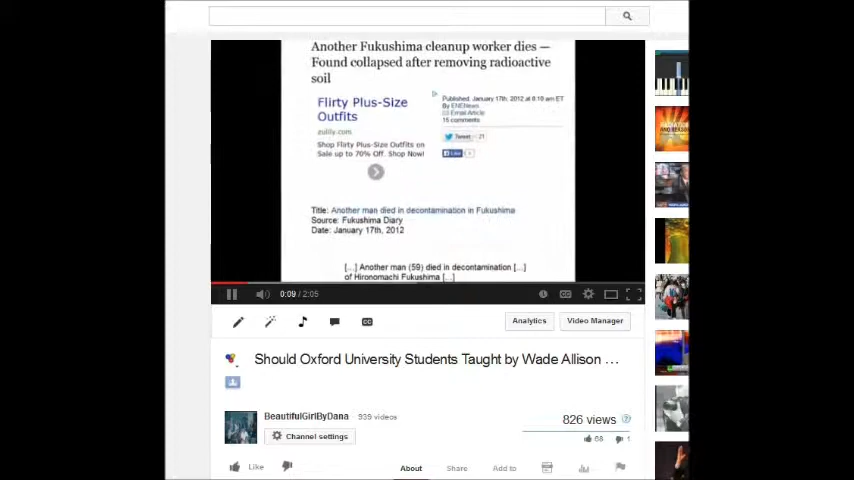 Another Fukushima cleanup worker dies —
Found collapsed after removing radioactive
soil
Flirty Plus-Size
Outfits
zulily.com
Shop Flirty Plus-Size Outfits on
Sale up to 70% Off. Shop Now!
Published: January 17th, 2012 at 8:10 am ET
By ENENews
Email Article
15 comments
Tweet 21
Like
Title: Another man died in decontamination in Fukushima
Source: Fukushima Diary
Date: January 17th, 2012
[...] Another man (59) died in decontamination [...]
of Hironomachi Fukushima [...]
0:09 / 2:05
CC
Analytics
Video Manager
Should Oxford University Students Taught by Wade Allison ...
BeautifulGirlByDana 939 videos
Channel settings
826 views
68 1
Like
About Share Add to